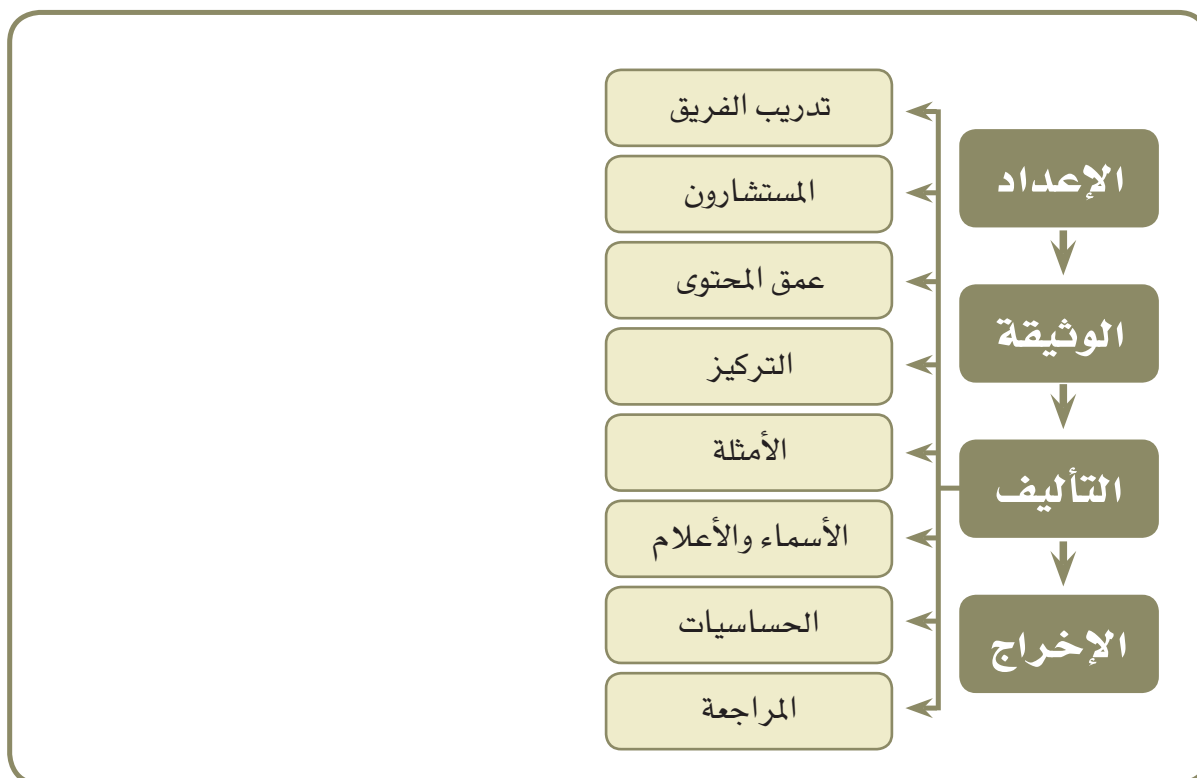 الإعداد
الوثيقة
التأليف
الإخراج
تدريب الفريق
المستشارون
عمق المحتوى
التركيز
الأمثلة
الأسماء والأعلام
الحساسيات
المراجعة